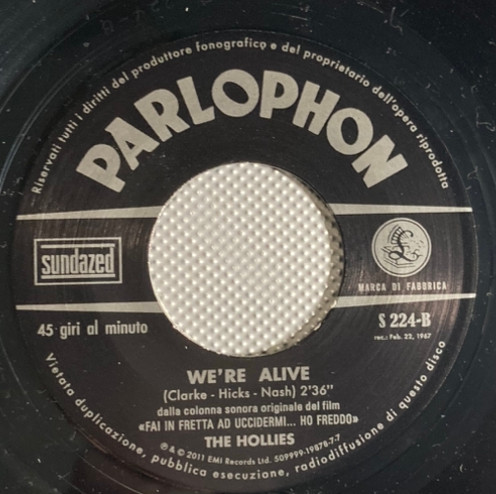 Riservati tutti i diritti del produttore fonografico e del proprietario dell'opera riprodotta
PARLOPHON
sundazed
£
MARCA DI FABBRICA
45 giri al minuto
S 224-B
rec.: Feb. 22, 1967
WE'RE ALIVE
(Clarke - Hicks - Nash) 2'36"
dalla colonna sonora originale del film
«FAI IN FRETTA AD UCCIDERMI... HO FREDDO»
THE HOLLIES
℗ & © 2011 EMI Records Ltd. 509999-19878-7-7
Vietata duplicazione, pubblica esecuzione, radiodiffusione di questo disco